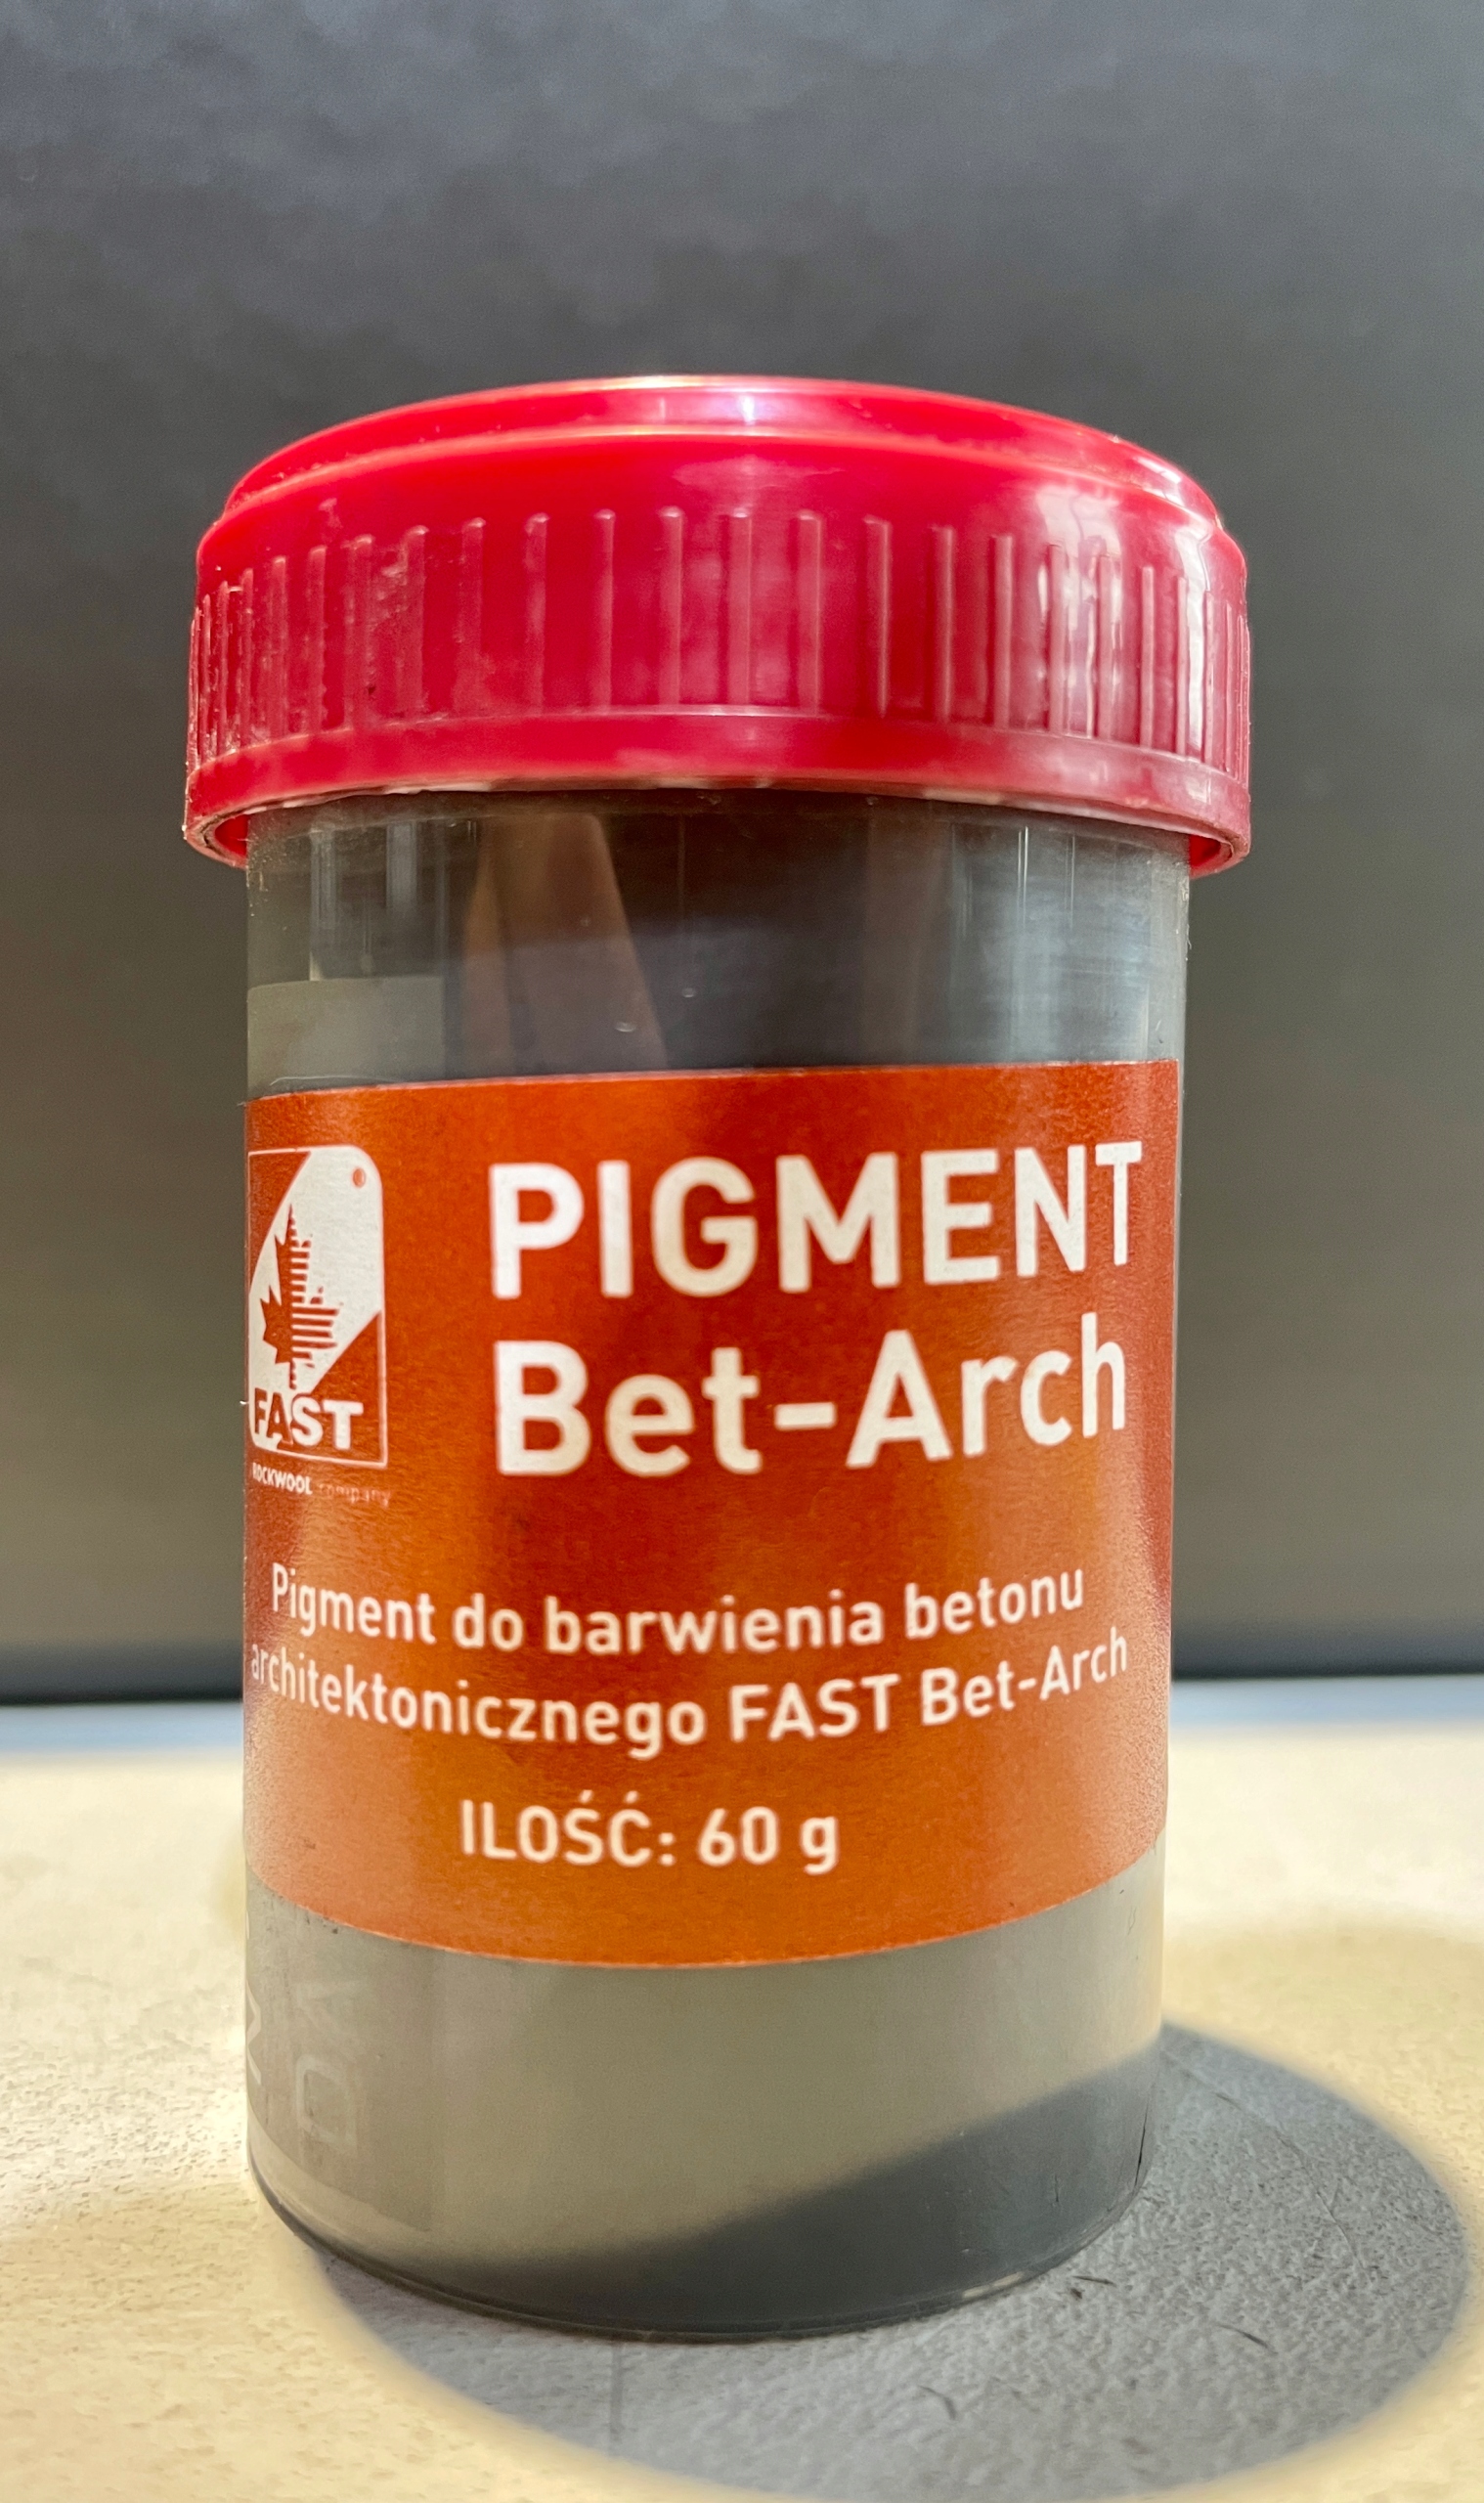 FAST
ROCKWOOL company
PIGMENT
Bet-Arch
Pigment do barwienia betonu
architektonicznego FAST Bet-Arch
ILOŚĆ: 60 g